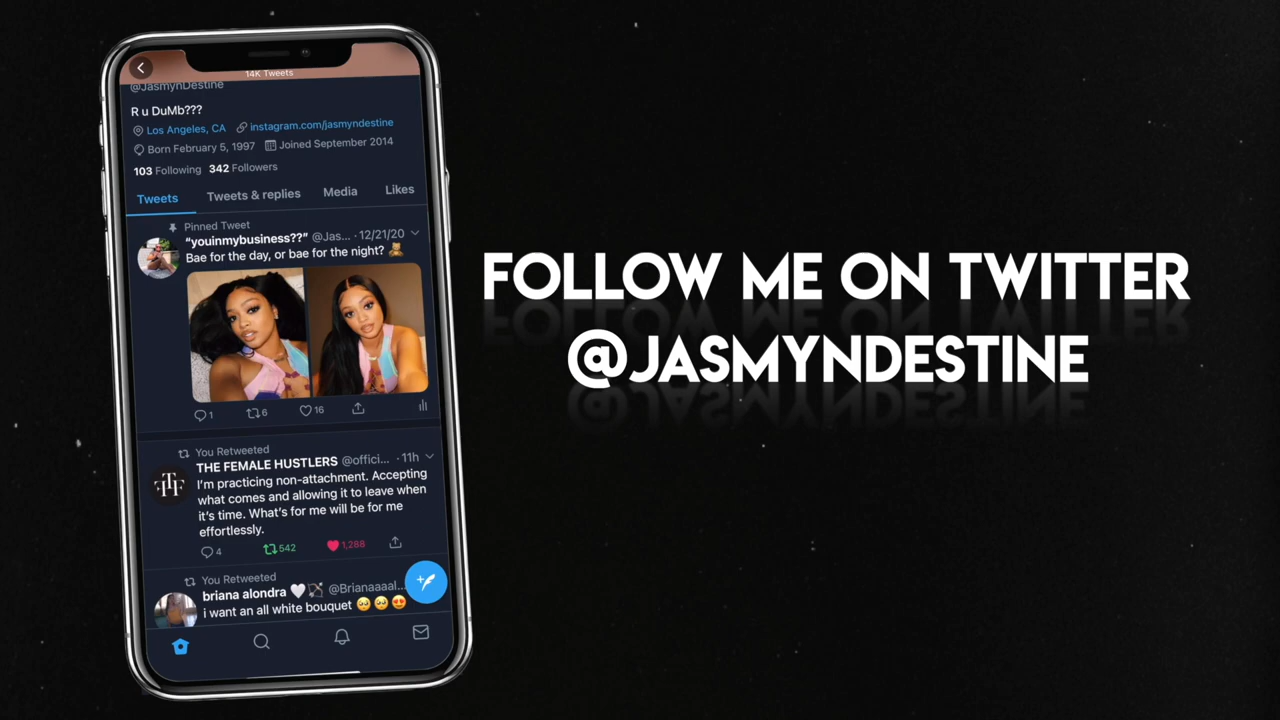 14K Tweets
@JasmynDestine
R u DuMb???
Los Angeles, CA instagram.com/jasmyndestine
Born February 5, 1997 Joined September 2014
103 Following 342 Followers
Tweets Tweets & replies Media Likes
Pinned Tweet
“youinmybusiness??” @Jas... · 12/21/20
Bae for the day, or bae for the night? 🧸
1 6 16
You Retweeted
THE FEMALE HUSTLERS @offici... · 11h
THF
I'm practicing non-attachment. Accepting
what comes and allowing it to leave when
it's time. What's for me will be for me
effortlessly.
4 542 1,288
You Retweeted
briana alondra 🤍🏹 @Brianaaaal...
i want an all white bouquet 🥺🥺😍
FOLLOW ME ON TWITTER
@JASMYNDESTINE